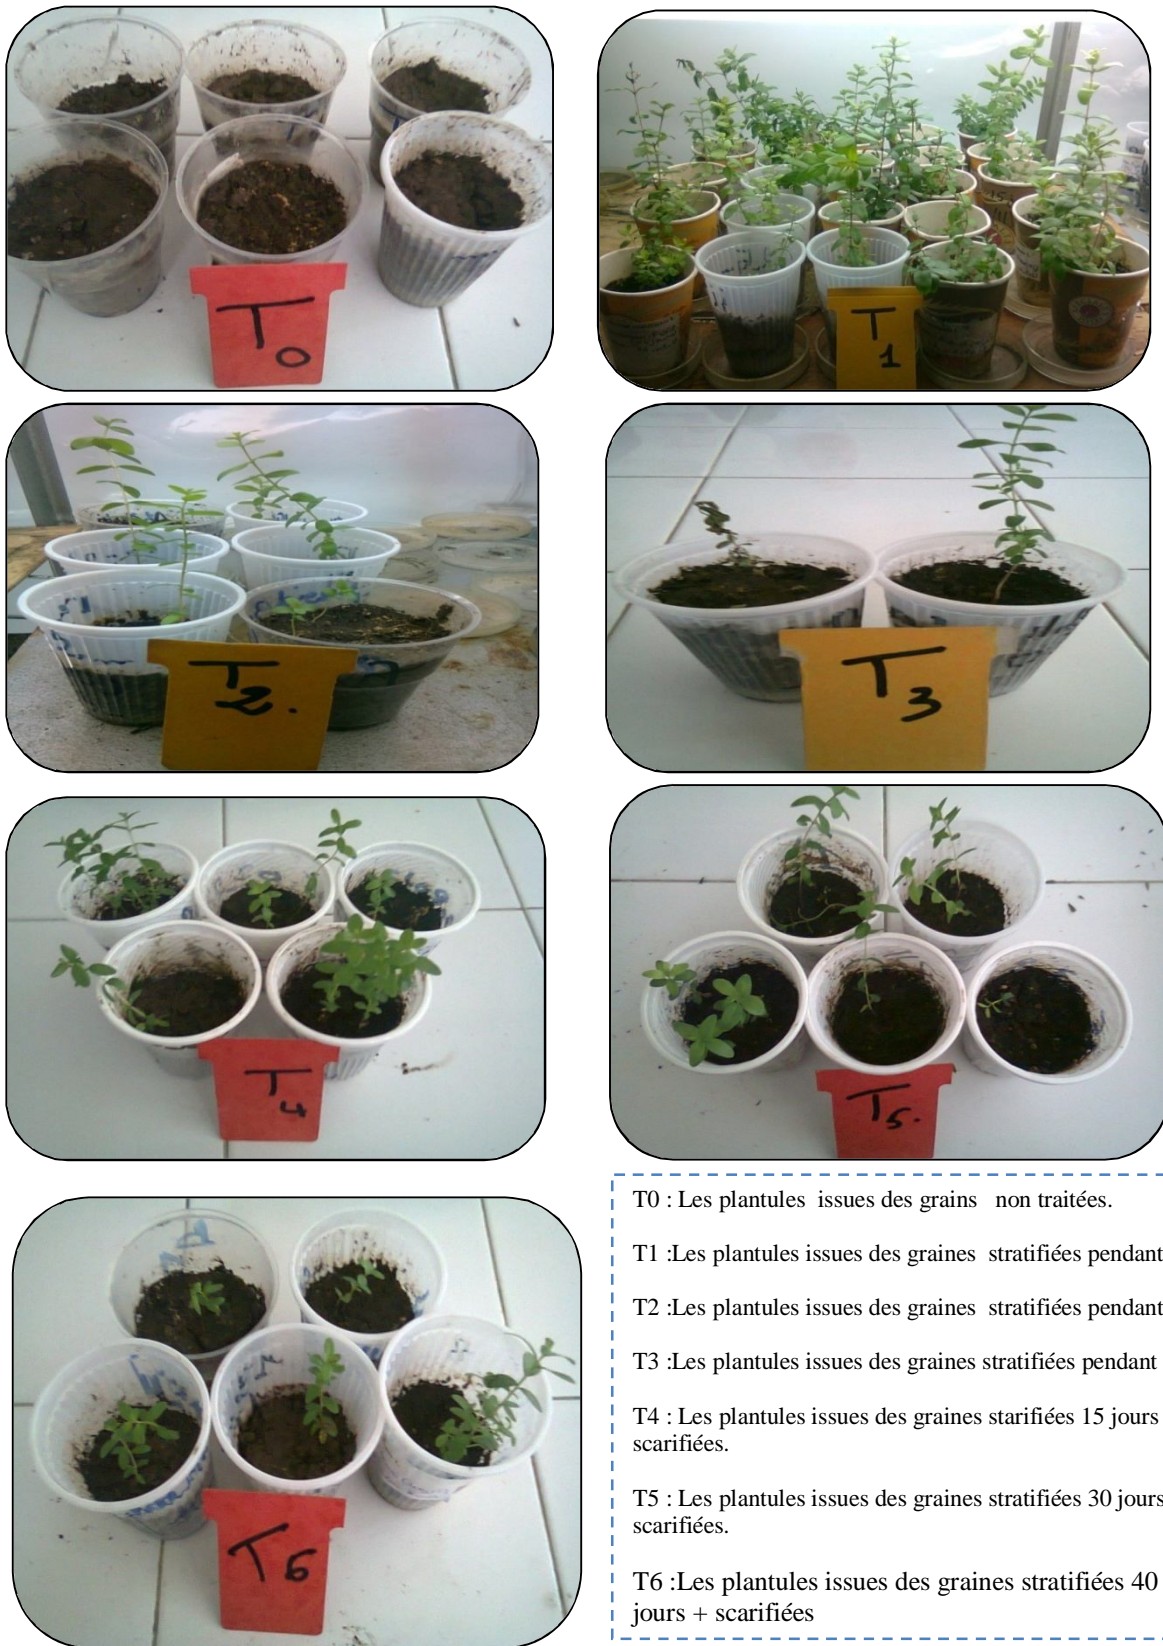 T0
T1
T2.
T3
T4
T5.
T6
T0 : Les plantules issues des grains non traitées.
T1 :Les plantules issues des graines stratifiées pendant
T2 :Les plantules issues des graines stratifiées pendant
T3 :Les plantules issues des graines stratifiées pendant
T4 : Les plantules issues des graines starifiées 15 jours
scarifiées.
T5 : Les plantules issues des graines stratifiées 30 jours
scarifiées.
T6 :Les plantules issues des graines stratifiées 40
jours + scarifiées